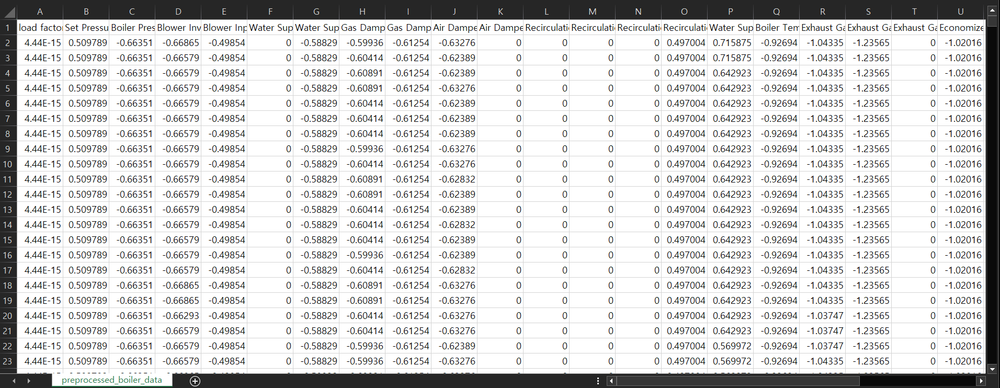 A B C D E F G H I J K L M N O P Q R S T U
1 load facto Set Pressu Boiler Pres Blower Inv Blower Inp Water Sup Water Sup Gas Damp Gas Damp Air Dampe Air Dampe Recirculati Recirculati Recirculati Recirculati Water Sup Boiler Tem Exhaust Ga Exhaust Ga Exhaust Ga Economize
2 4.44E-15 0.509789 -0.66351 -0.66865 -0.49854 0 -0.58829 -0.59936 -0.61254 -0.63276 0 0 0 0 0.497004 0.715875 -0.92694 -1.04335 -1.23565 0 -1.02016
3 4.44E-15 0.509789 -0.66351 -0.66579 -0.49854 0 -0.58829 -0.60414 -0.61254 -0.62389 0 0 0 0 0.497004 0.715875 -0.92694 -1.04335 -1.23565 0 -1.02016
4 4.44E-15 0.509789 -0.66351 -0.66579 -0.49854 0 -0.58829 -0.60891 -0.61254 -0.62389 0 0 0 0 0.497004 0.642923 -0.92694 -1.04335 -1.23565 0 -1.02016
5 4.44E-15 0.509789 -0.66351 -0.66579 -0.49854 0 -0.58829 -0.60891 -0.61254 -0.63276 0 0 0 0 0.497004 0.642923 -0.92694 -1.04335 -1.23565 0 -1.02016
6 4.44E-15 0.509789 -0.66351 -0.66579 -0.49854 0 -0.58829 -0.60414 -0.61254 -0.62389 0 0 0 0 0.497004 0.642923 -0.92694 -1.04335 -1.23565 0 -1.02016
7 4.44E-15 0.509789 -0.66351 -0.66579 -0.49854 0 -0.58829 -0.60414 -0.61254 -0.62389 0 0 0 0 0.497004 0.642923 -0.92694 -1.04335 -1.23565 0 -1.02016
8 4.44E-15 0.509789 -0.66351 -0.66579 -0.49854 0 -0.58829 -0.60414 -0.61254 -0.62389 0 0 0 0 0.497004 0.642923 -0.92694 -1.04335 -1.23565 0 -1.02016
9 4.44E-15 0.509789 -0.66351 -0.66579 -0.49854 0 -0.58829 -0.59936 -0.61254 -0.63276 0 0 0 0 0.497004 0.642923 -0.92694 -1.04335 -1.23565 0 -1.02016
10 4.44E-15 0.509789 -0.66351 -0.66579 -0.49854 0 -0.58829 -0.60414 -0.61254 -0.63276 0 0 0 0 0.497004 0.642923 -0.92694 -1.04335 -1.23565 0 -1.02016
11 4.44E-15 0.509789 -0.66351 -0.66579 -0.49854 0 -0.58829 -0.60891 -0.61254 -0.62832 0 0 0 0 0.497004 0.642923 -0.92694 -1.04335 -1.23565 0 -1.02016
12 4.44E-15 0.509789 -0.66351 -0.66579 -0.49854 0 -0.58829 -0.60891 -0.61254 -0.62389 0 0 0 0 0.497004 0.642923 -0.92694 -1.04335 -1.23565 0 -1.02016
13 4.44E-15 0.509789 -0.66351 -0.66579 -0.49854 0 -0.58829 -0.60414 -0.61254 -0.62389 0 0 0 0 0.497004 0.642923 -0.92694 -1.04335 -1.23565 0 -1.02016
14 4.44E-15 0.509789 -0.66351 -0.66579 -0.49854 0 -0.58829 -0.60414 -0.61254 -0.62832 0 0 0 0 0.497004 0.642923 -0.92694 -1.04335 -1.23565 0 -1.02016
15 4.44E-15 0.509789 -0.66351 -0.66579 -0.49854 0 -0.58829 -0.60414 -0.61254 -0.62389 0 0 0 0 0.497004 0.642923 -0.92694 -1.04335 -1.23565 0 -1.02016
16 4.44E-15 0.509789 -0.66351 -0.66579 -0.49854 0 -0.58829 -0.59936 -0.61254 -0.62389 0 0 0 0 0.497004 0.642923 -0.92694 -1.04335 -1.23565 0 -1.02016
17 4.44E-15 0.509789 -0.66351 -0.66579 -0.49854 0 -0.58829 -0.60414 -0.61254 -0.62832 0 0 0 0 0.497004 0.642923 -0.92694 -1.04335 -1.23565 0 -1.02016
18 4.44E-15 0.509789 -0.66351 -0.66865 -0.49854 0 -0.58829 -0.60891 -0.61254 -0.63276 0 0 0 0 0.497004 0.642923 -0.92694 -1.04335 -1.23565 0 -1.02016
19 4.44E-15 0.509789 -0.66351 -0.66865 -0.49854 0 -0.58829 -0.60891 -0.61254 -0.63276 0 0 0 0 0.497004 0.642923 -0.92694 -1.04335 -1.23565 0 -1.02016
20 4.44E-15 0.509789 -0.66351 -0.66293 -0.49854 0 -0.58829 -0.60414 -0.61254 -0.63276 0 0 0 0 0.497004 0.642923 -0.92694 -1.03747 -1.23565 0 -1.02016
21 4.44E-15 0.509789 -0.66351 -0.66579 -0.49854 0 -0.58829 -0.60414 -0.61254 -0.63276 0 0 0 0 0.497004 0.642923 -0.92694 -1.03747 -1.23565 0 -1.02016
22 4.44E-15 0.509789 -0.66351 -0.66579 -0.49854 0 -0.58829 -0.59936 -0.61254 -0.62389 0 0 0 0 0.497004 0.569972 -0.92694 -1.03747 -1.23565 0 -1.02016
23 4.44E-15 0.509789 -0.66351 -0.66579 -0.49854 0 -0.58829 -0.59936 -0.61254 -0.63276 0 0 0 0 0.497004 0.569972 -0.92694 -1.04335 -1.23565 0 -1.02016
preprocessed_boiler_data